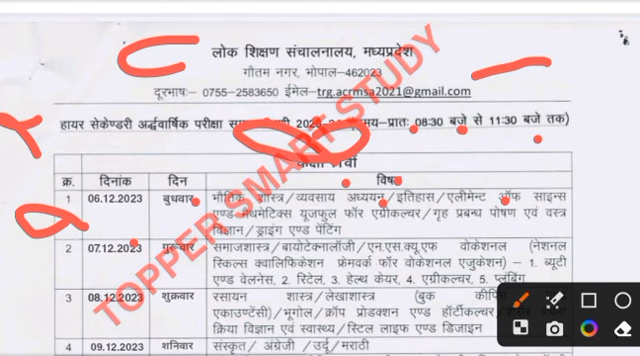 लोक शिक्षण संचालनालय, मध्यप्रदेश
गौतम नगर, भोपाल–462023
दूरभाषः– 0755–2583650 ईमेल–trg.acrmsa2021@gmail.com
हायर सेकेण्डरी अर्द्धवार्षिक परीक्षा –प्रातः 08:30 बजे से 11:30 बजे तक)
क्र. दिनांक दिन विषय
1 06.12.2023 बुधवार भौतिक शास्त्र/व्यवसाय अध्ययन/इतिहास/एलीमेन्ट ऑफ साइन्स
एण्ड मैथमेटिक्स यूजफुल फॉर एग्रीकल्चर/गृह प्रबन्ध पोषण एवं वस्त्र
विज्ञान/ड्राइंग एण्ड पेंटिंग
2 07.12.2023 गुरूवार समाजशास्त्र/बायोटेक्नालॉजी/एन.एस.क्यू.एफ वोकेशनल (नेशनल
स्किल्स क्वालिफिकेशन फ्रेमवर्क फॉर वोकेशनल एजुकेशन) – 1. ब्यूटी
एण्ड वेलनेस, 2. रिटेल, 3. हेल्थ केयर, 4. एग्रीकल्चर, 5. प्लंबिंग
3 08.12.2023 शुक्रवार रसायन शास्त्र/लेखाशास्त्र (बुक
एकाउण्टेंसी)/भूगोल/क्रॉप प्रोडक्शन एण्ड हॉर्टीकल्चर/
क्रिया विज्ञान एवं स्वास्थ्य/स्टिल लाइफ एण्ड डिजाइन
4 09.12.2023 शनिवार संस्कृत/अंग्रेजी/उर्दू/मराठी
TOPPER SMART STUDY